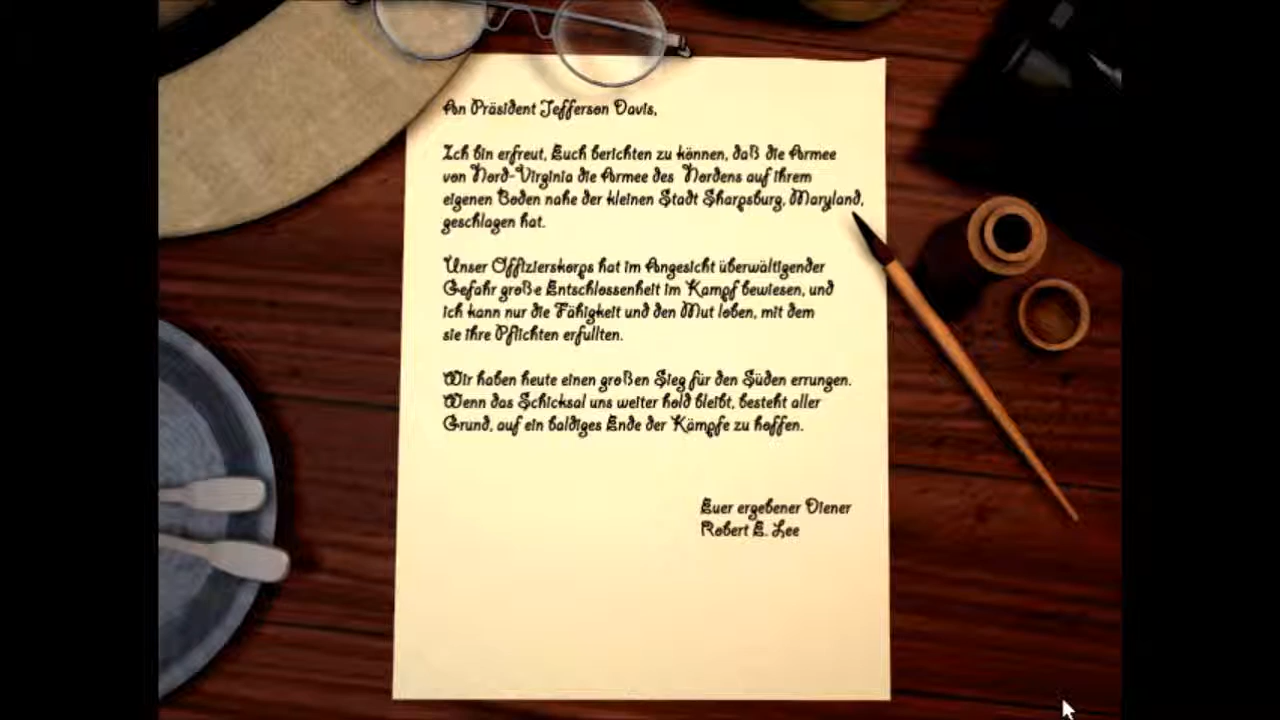 An Präsident Jefferson Davis,
Ich bin erfreut, Euch berichten zu können, daß die Armee
von Nord-Virginia die Armee des Nordens auf ihrem
eigenen Boden nahe der kleinen Stadt Sharpsburg, Maryland,
geschlagen hat.
Unser Offizierskorps hat im Angesicht überwältigender
Gefahr große Entschlossenheit im Kampf bewiesen, und
ich kann nur die Fähigkeit und den Mut loben, mit dem
sie ihre Pflichten erfullten.
Wir haben heute einen großen Sieg für den Süden errungen.
Wenn das Schicksal uns weiter hold bleibt, besteht aller
Grund, auf ein baldiges Ende der Kämpfe zu hoffen.
Euer ergebener Diener
Robert E. Lee